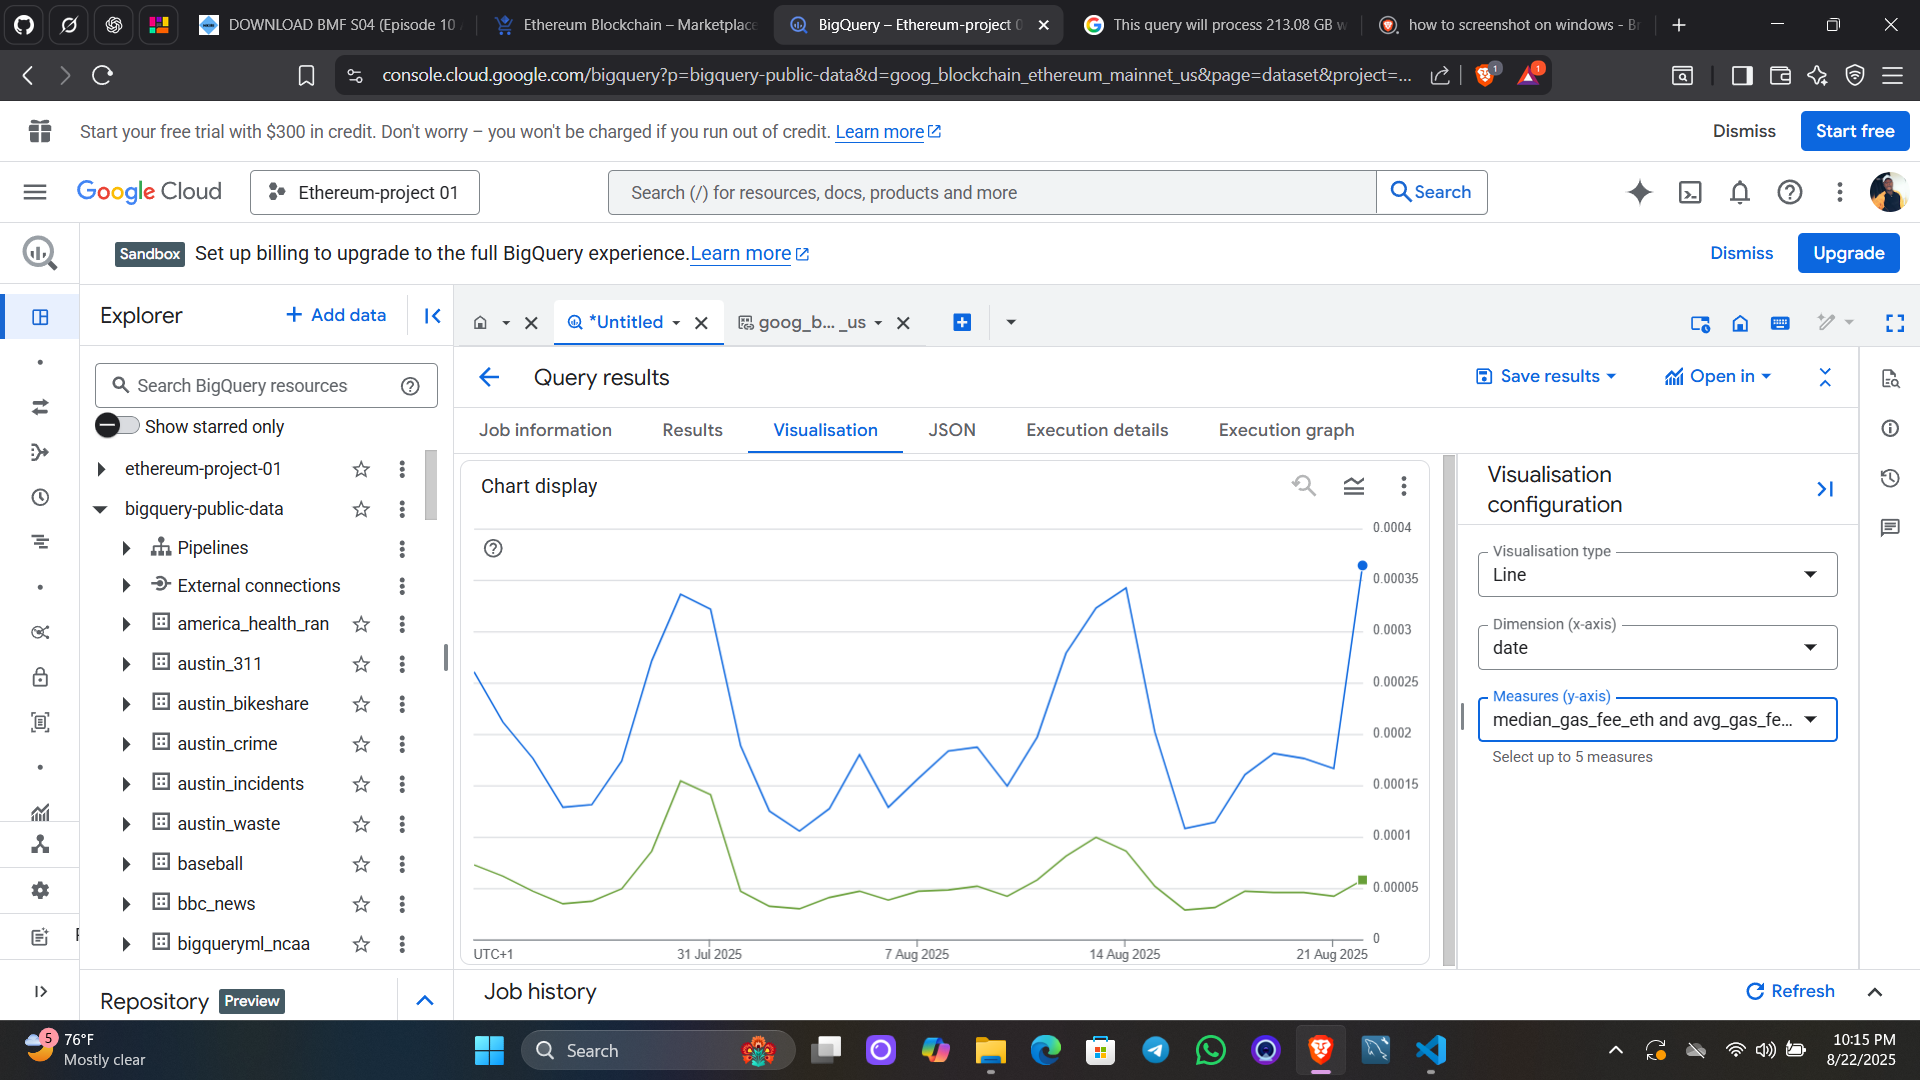 DOWNLOAD BMF S04 (Episode 10
Ethereum Blockchain – Marketplace
BigQuery – Ethereum-project 0
This query will process 213.08 GB w
how to screenshot on windows - Br
console.cloud.google.com/bigquery?p=bigquery-public-data&d=goog_blockchain_ethereum_mainnet_us&page=dataset&project=...
1
1
Start your free trial with $300 in credit. Don't worry – you won't be charged if you run out of credit. Learn more
Dismiss
Start free
Google Cloud
Ethereum-project 01
Search (/) for resources, docs, products and more
Search
Sandbox
Set up billing to upgrade to the full BigQuery experience. Learn more
Dismiss
Upgrade
Explorer
+ Add data
*Untitled
goog_b... _us
Search BigQuery resources
Show starred only
ethereum-project-01
bigquery-public-data
Pipelines
External connections
america_health_ran
austin_311
austin_bikeshare
austin_crime
austin_incidents
austin_waste
baseball
bbc_news
bigqueryml_ncaa
Repository
Preview
Query results
Save results
Open in
Job information
Results
Visualisation
JSON
Execution details
Execution graph
Chart display
0.0004
0.00035
0.0003
0.00025
0.0002
0.00015
0.0001
0.00005
0
UTC+1
31 Jul 2025
7 Aug 2025
14 Aug 2025
21 Aug 2025
Visualisation
configuration
Visualisation type
Line
Dimension (x-axis)
date
Measures (y-axis)
median_gas_fee_eth and avg_gas_fe...
Select up to 5 measures
Job history
Refresh
5
76°F
Mostly clear
Search
10:15 PM
8/22/2025